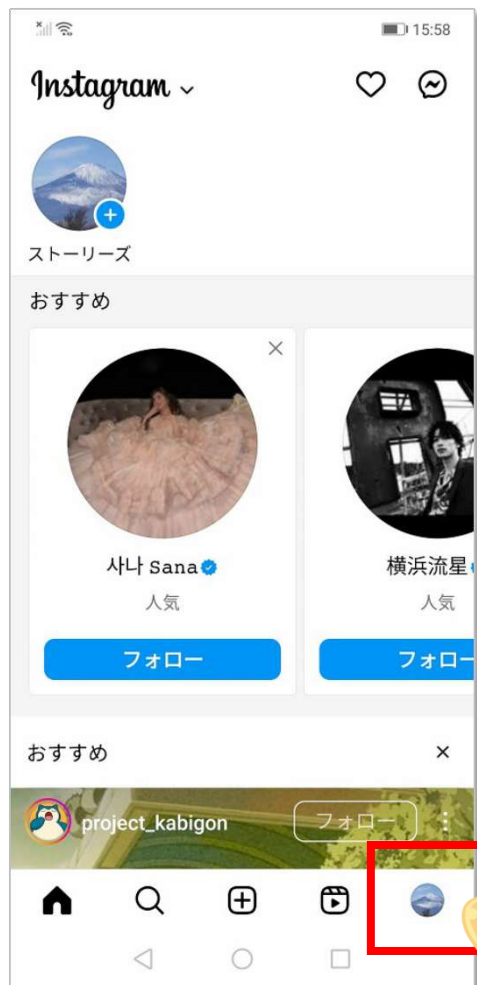 15:58
Instagram
ストーリーズ
おすすめ
사나 Sana
人気
フォロー
横浜流星
人気
フォロー
おすすめ
project_kabigon
フォロー